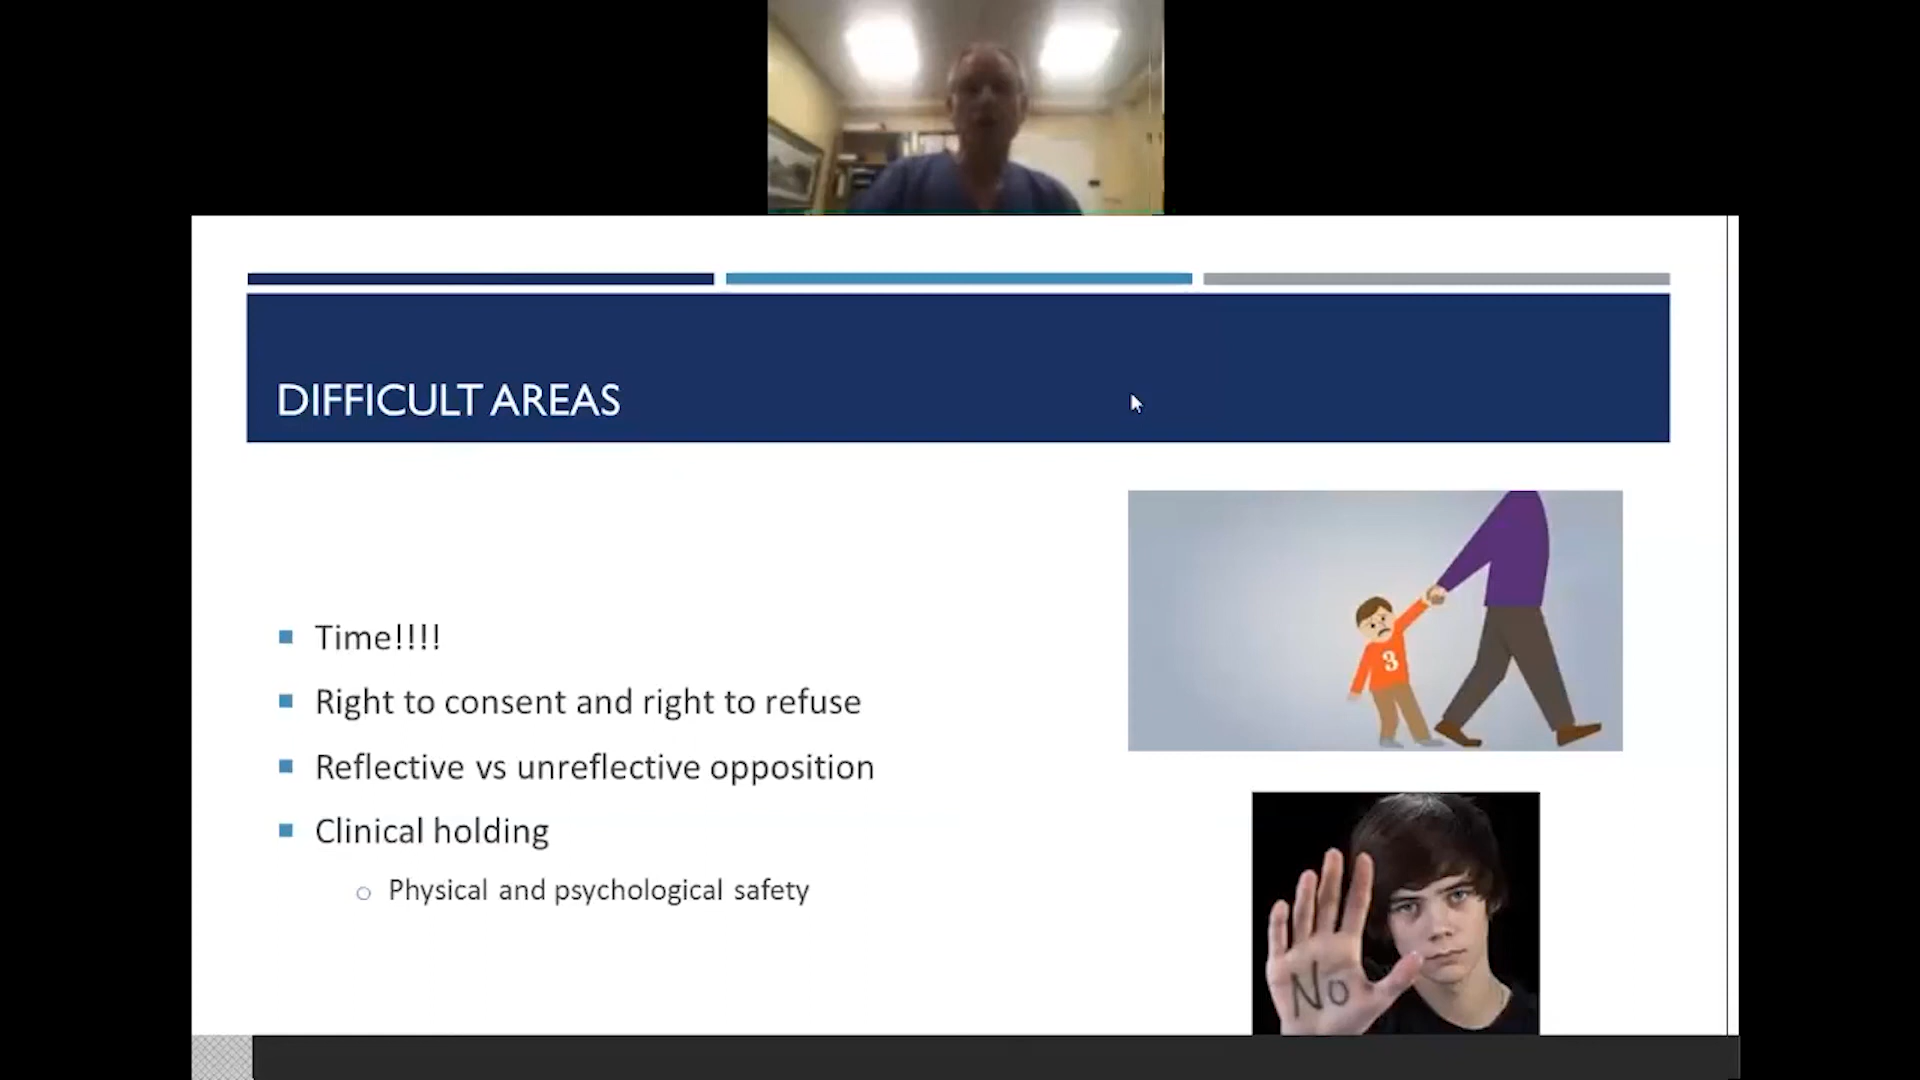 DIFFICULT AREAS
Time!!!!
Right to consent and right to refuse
Reflective vs unreflective opposition
Clinical holding
Physical and psychological safety
3
No